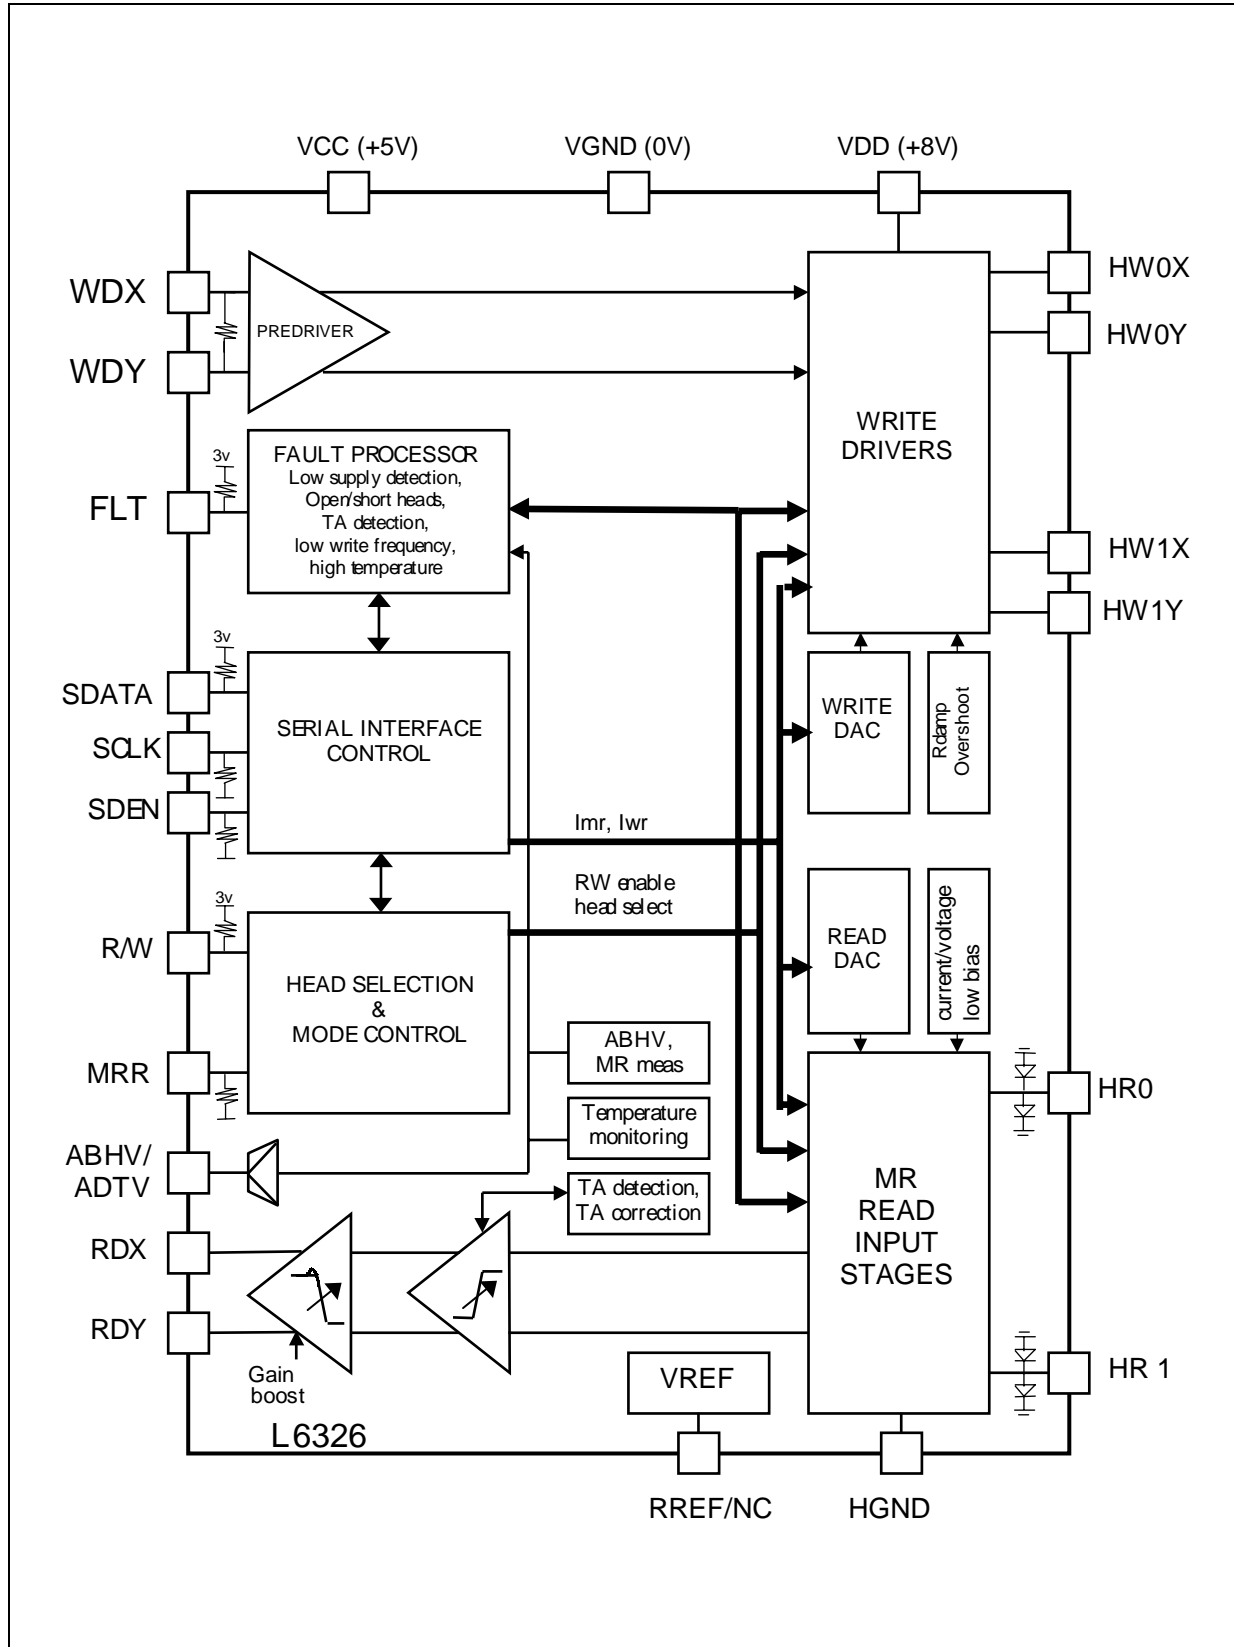 VCC (+5V)
VGND (0V)
VDD (+8V)
WDX
WDY
PREDRIVER
HW0X
HW0Y
WRITE
DRIVERS
3v
FLT
FAULT PROCESSOR
Low supply detection,
Open/short heads,
TA detection,
low write frequency,
high temperature
HW1X
HW1Y
3v
SDATA
SCLK
SDEN
SERIAL INTERFACE
CONTROL
WRITE
DAC
Rdamp
Overshoot
Imr, Iwr
RW enable
head select
3v
R/W
MRR
HEAD SELECTION
&
MODE CONTROL
READ
DAC
current/voltage
low bias
ABHV,
MR meas
Temperature
monitoring
TA detection,
TA correction
ABHV/
ADTV
RDX
RDY
Gain
boost
MR
READ
INPUT
STAGES
HR0
HR 1
VREF
L6326
RREF/NC
HGND